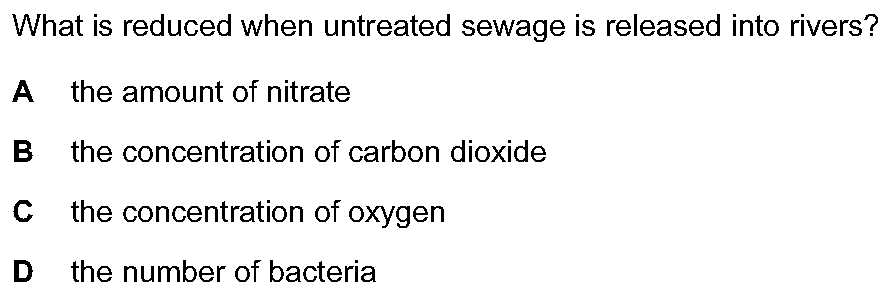 What is reduced when untreated sewage is released into rivers?
A the amount of nitrate
B the concentration of carbon dioxide
C the concentration of oxygen
D the number of bacteria